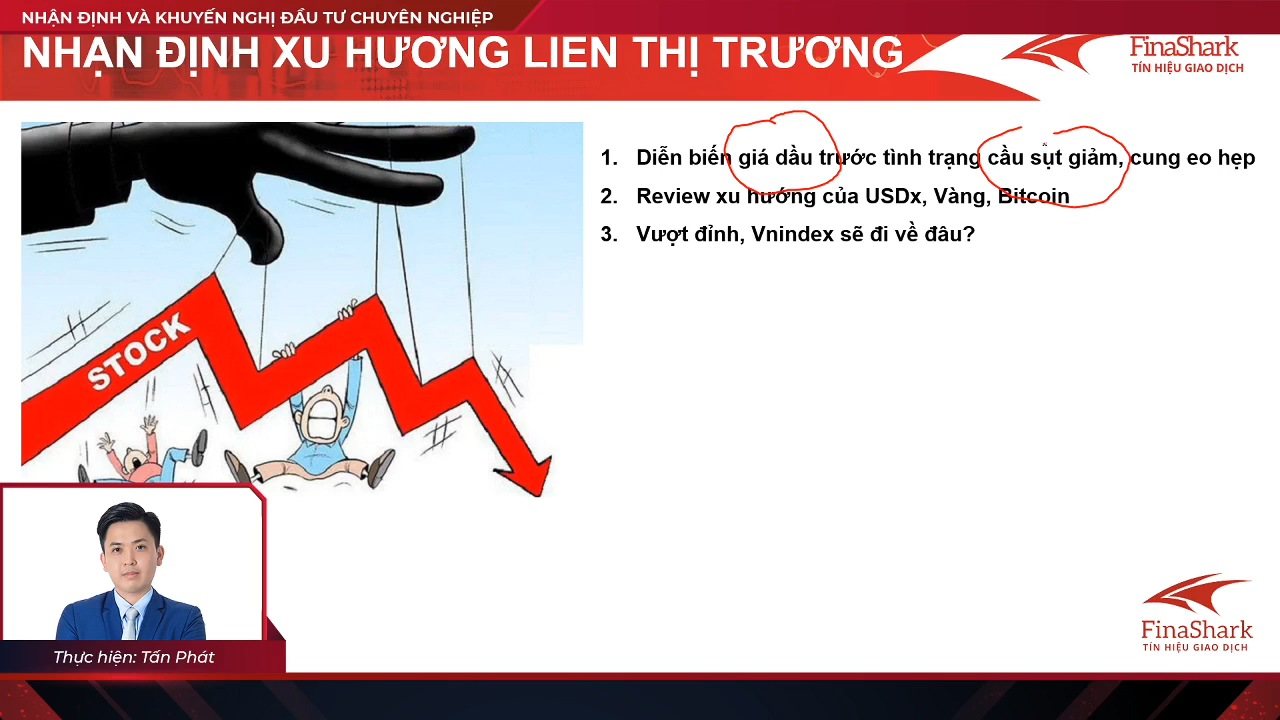 NHẬN ĐỊNH VÀ KHUYẾN NGHỊ ĐẦU TƯ CHUYÊN NGHIỆP
NHẬN ĐỊNH XU HƯỚNG LIÊN THỊ TRƯỜNG
FinaShark
TÍN HIỆU GIAO DỊCH
1. Diễn biến giá dầu trước tình trạng cầu sụt giảm, cung eo hẹp
2. Review xu hướng của USDx, Vàng, Bitcoin
3. Vượt đỉnh, Vnindex sẽ đi về đâu?
STOCK
FinaShark
TÍN HIỆU GIAO DỊCH
Thực hiện: Tấn Phát